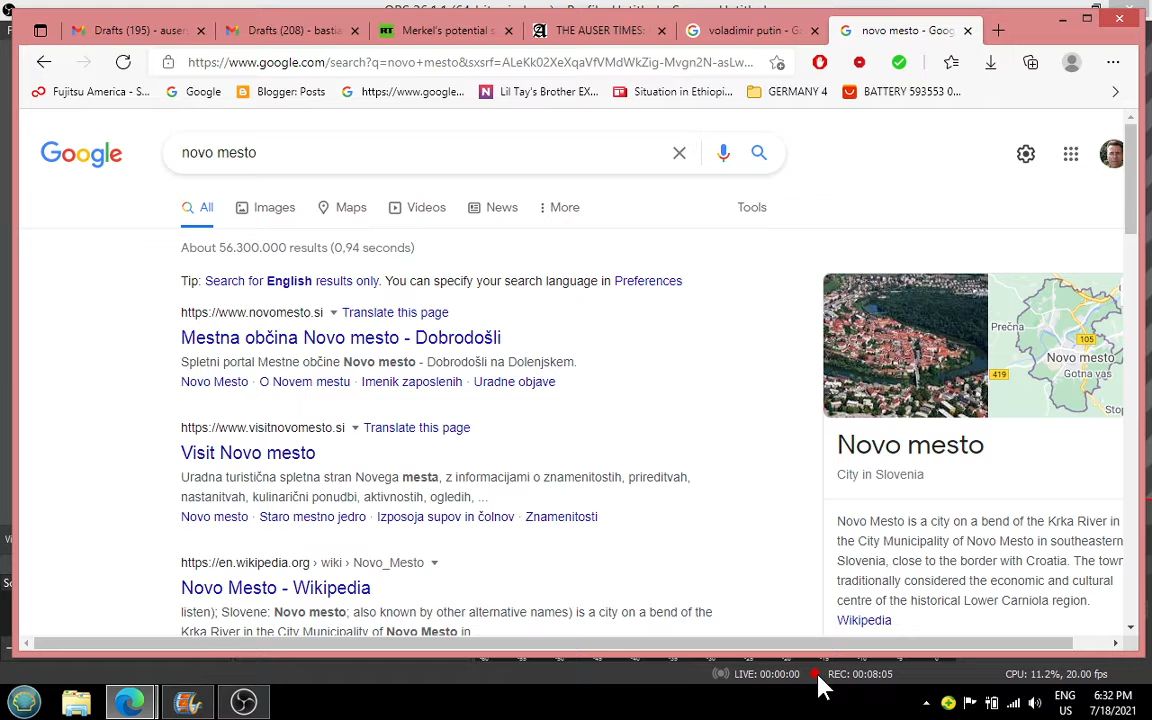 Drafts (195) - auser
Drafts (208) - bastia
Merkel's potential s
THE AUSER TIMES:
voladimir putin - Go
novo mesto - Goog
https://www.google.com/search?q=novo+mesto&sxsrf=ALeKk02XeXqaVfVMdWkZig-Mvgn2N-asLw...
Fujitsu America - S...
Google
Blogger: Posts
https://www.google...
Lil Tay's Brother EX...
Situation in Ethiopi...
GERMANY 4
BATTERY 593553 0...
Google
novo mesto
All
Images
Maps
Videos
News
More
Tools
About 56.300.000 results (0,94 seconds)
Tip: Search for English results only. You can specify your search language in Preferences
https://www.novomesto.si Translate this page
Mestna občina Novo mesto - Dobrodošli
Spletni portal Mestne občine Novo mesto - Dobrodošli na Dolenjskem.
Novo Mesto · O Novem mestu · Imenik zaposlenih · Uradne objave
https://www.visitnovomesto.si Translate this page
Visit Novo mesto
Uradna turistična spletna stran Novega mesta, z informacijami o znamenitostih, prireditvah,
nastanitvah, kulinarični ponudbi, aktivnostih, ogledih, ...
Novo mesto · Staro mestno jedro · Izposoja supov in čolnov · Znamenitosti
https://en.wikipedia.org › wiki › Novo_Mesto
Novo Mesto - Wikipedia
listen); Slovene: Novo mesto; also known by other alternative names) is a city on a bend of the
Krka River in the City Municipality of Novo Mesto in
Prečna
105
Novo mesto
419
Gotna vas
Stop
Novo mesto
City in Slovenia
Novo Mesto is a city on a bend of the Krka River in
the City Municipality of Novo Mesto in southeastern
Slovenia, close to the border with Croatia. The town
traditionally considered the economic and cultural
centre of the historical Lower Carniola region.
Wikipedia
LIVE: 00:00:00
REC: 00:08:05
CPU: 11.2%, 20.00 fps
ENG
US
6:32 PM
7/18/2021